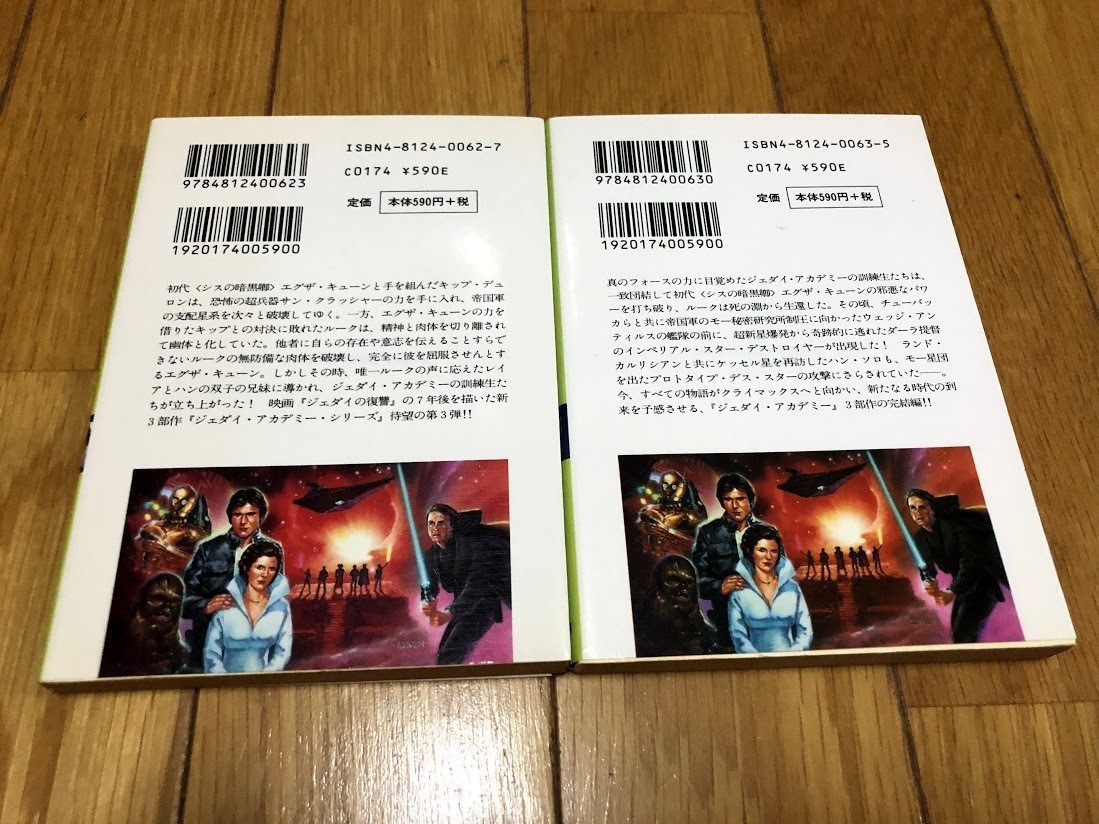 ISBN4-8124-0062-7
C0174 ¥590E
9784812400623
定価 本体590円+税
1920174005900
初代〈シスの暗黒卿〉エグザ・キューンと手を組んだキップ・デュ
ロンは、恐怖の超兵器サン・クラッシャーの力を手に入れ、帝国軍
の支配星系を次々と破壊してゆく。一方、エグザ・キューンの力を
借りたキップとの対決に敗れたルークは、精神と肉体を切り離され
て幽体と化していた。他者に自らの存在や意志を伝えることすらで
きないルークの無防備な肉体を破壊し、完全に彼を屈服させんとす
るエグザ・キューン。しかしその時、唯一ルークの声に応えたレイ
アとハンの双子の兄妹に導かれ、ジェダイ・アカデミーの訓練生た
ちが立ち上がった! 映画『ジェダイの復讐』の7年後を描いた新
3部作『ジェダイ・アカデミー・シリーズ』待望の第3弾!!
ISBN4-8124-0063-5
C0174 ¥590E
9784812400630
定価 本体590円+税
1920174005900
真のフォースの力に目覚めたジェダイ・アカデミーの訓練生たちは、
一致団結して初代〈シスの暗黒卿〉エグザ・キューンの邪悪なパワ
ーを打ち破り、ルークは死の淵から生還した。その頃、チューバッ
カらと共に帝国軍のモー秘密研究所制圧に向かったウェッジ・アン
ティルスの艦隊の前に、超新星爆発から奇跡的に逃れたダーラ提督
のインペリアル・スター・デストロイヤーが出現した! ランド・
カルリシアンと共にケッセル星を再訪したハン・ソロも、モー星団
を出たプロトタイプ・デス・スターの攻撃にさらされていた――。
今、すべての物語がクライマックスへと向かい、新たなる時代の到
来を予感させる、『ジェダイ・アカデミー』3部作の完結編!!